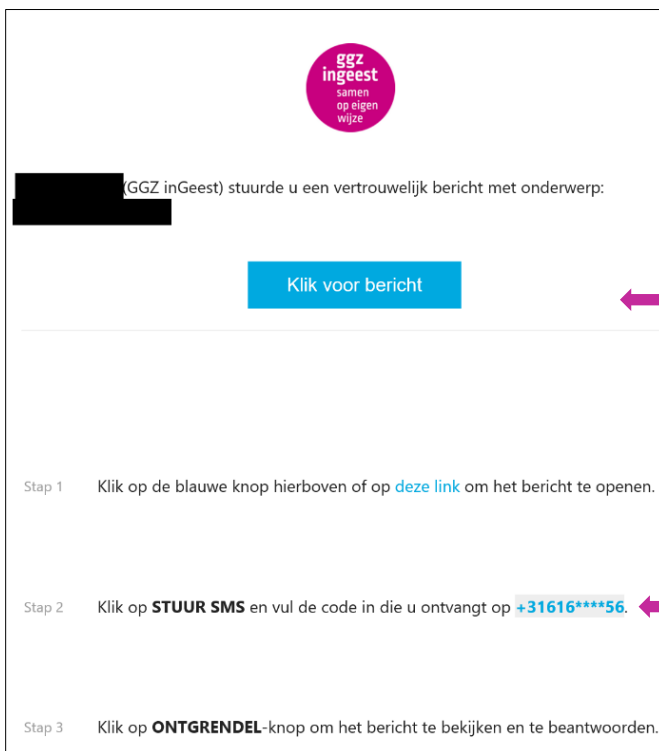 ggz
ingeest
samen
op eigen
wijze
(GGZ inGeest) stuurde u een vertrouwelijk bericht met onderwerp:
Klik voor bericht
Stap 1 Klik op de blauwe knop hierboven of op deze link om het bericht te openen.
Stap 2 Klik op STUUR SMS en vul de code in die u ontvangt op +31616****56.
Stap 3 Klik op ONTGRENDEL-knop om het bericht te bekijken en te beantwoorden.